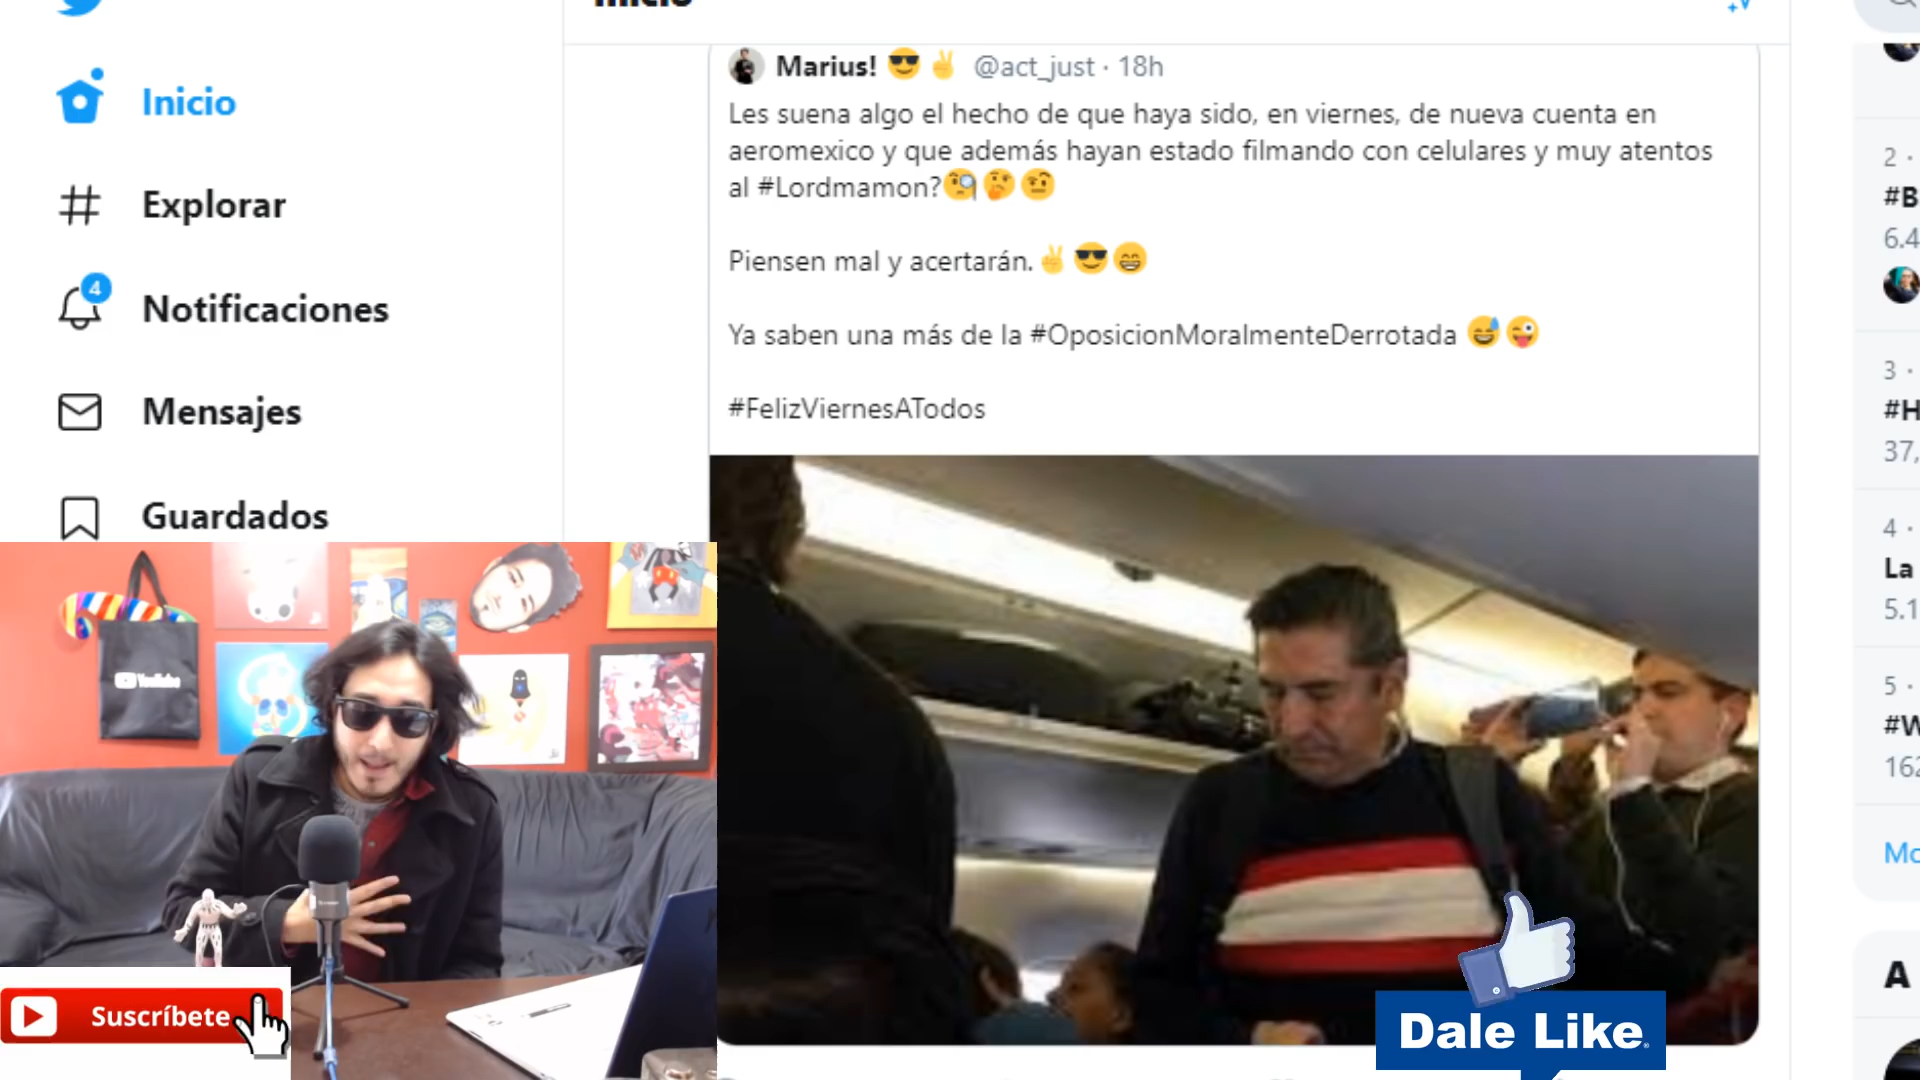 Inicio
Inicio
Explorar
4
Notificaciones
Mensajes
Guardados
Marius! 😎✌ @act_just · 18h
Les suena algo el hecho de que haya sido, en viernes, de nueva cuenta en
aeromexico y que además hayan estado filmando con celulares y muy atentos
al #Lordmamon?🧐🤔🤨
Piensen mal y acertarán.✌😎😁
Ya saben una más de la #OposicionMoralmenteDerrotada 😅😜
#FelizViernesATodos
2 ·
#B
6.4
3 ·
#H
37,
4 ·
La
5.1
5 ·
#W
162
Mo
A
YouTube
Suscríbete
Dale Like